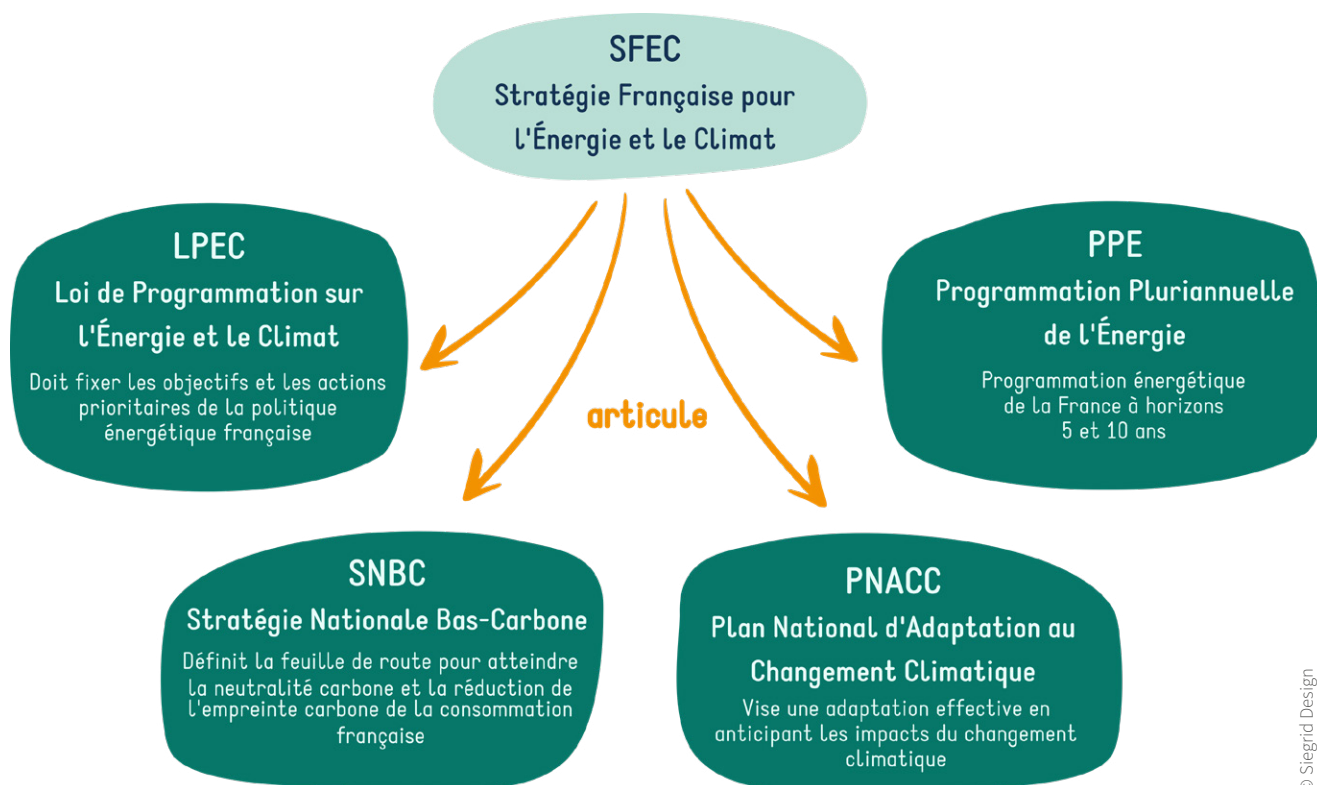 SFEC
Stratégie Française pour
l'Énergie et le Climat
LPEC
Loi de Programmation sur
l'Énergie et le Climat
Doit fixer les objectifs et les actions
prioritaires de la politique
énergétique française
PPE
Programmation Pluriannuelle
de l'Énergie
Programmation énergétique
de la France à horizons
5 et 10 ans
articule
SNBC
Stratégie Nationale Bas-Carbone
Définit la feuille de route pour atteindre
la neutralité carbone et la réduction de
l'empreinte carbone de la consommation
française
PNACC
Plan National d'Adaptation au
Changement Climatique
Vise une adaptation effective en
anticipant les impacts du changement
climatique
© Siegrid Design